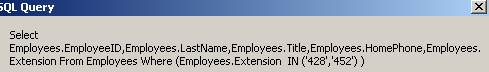 SQL Query
Select
Employees.EmployeeID,Employees.LastName,Employees.Title,Employees.HomePhone,Employees.
Extension From Employees Where (Employees.Extension  IN ('428','452') )